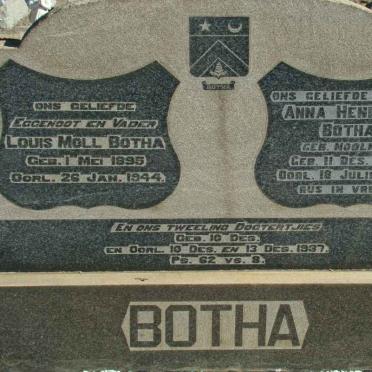 BOTHA
ONS GELIEFDE
EGGENOOT EN VADER
LOUIS MOLL BOTHA
GEB. 1 MEI 1895
OORL. 26 JAN. 1944.
ONS GELIEFDE
ANNA HEN
BOTHA
GEB.
GEB. 11 DES.
OORL. 18 JULI
RUS IN VR
EN ONS TWEELING DOGTERTJIES
GEB. 10 DES.
EN OORL. 10 DES. EN 13 DES. 1937.
PS. 62 VS. 8.
BOTHA